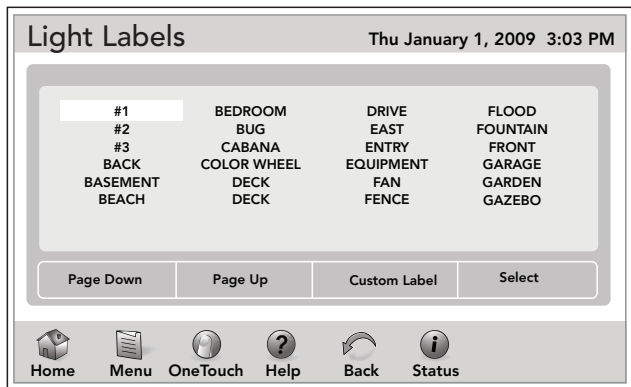 Light Labels Thu January 1, 2009 3:03 PM
#1 BEDROOM DRIVE FLOOD
#2 BUG EAST FOUNTAIN
#3 CABANA ENTRY FRONT
BACK COLOR WHEEL EQUIPMENT GARAGE
BASEMENT DECK FAN GARDEN
BEACH DECK FENCE GAZEBO
Page Down Page Up Custom Label Select
? i
Home Menu OneTouch Help Back Status